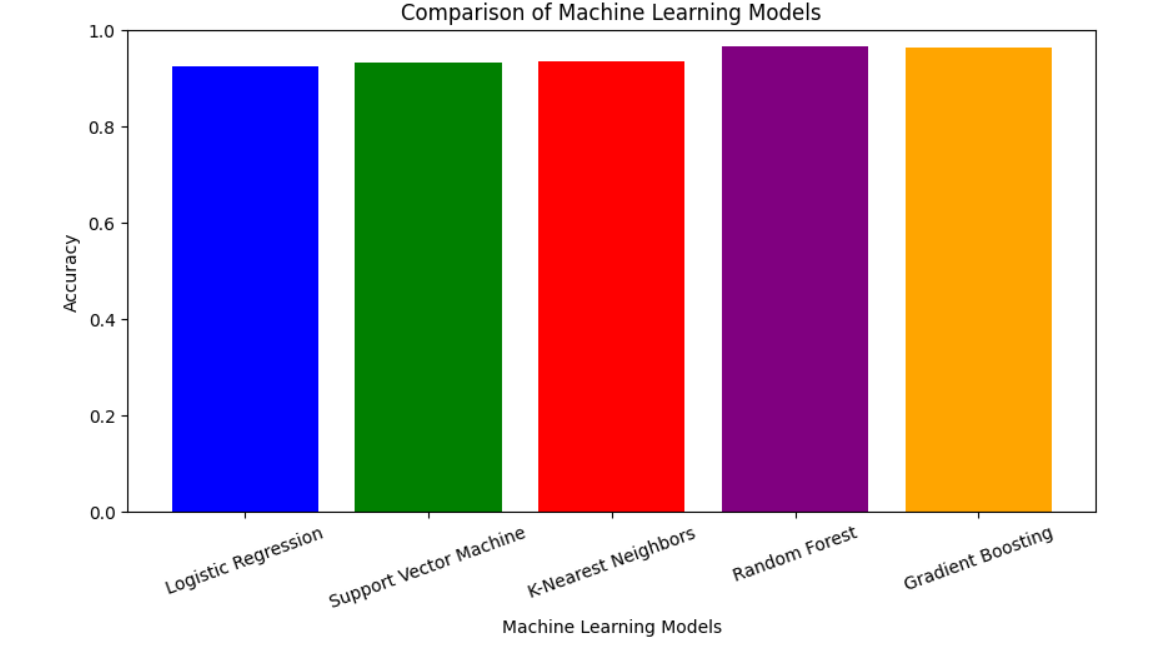 Comparison of Machine Learning Models
1.0
0.8
0.6
0.4
0.2
0.0
Accuracy
Logistic Regression
Support Vector Machine
K-Nearest Neighbors
Random Forest
Gradient Boosting
Machine Learning Models